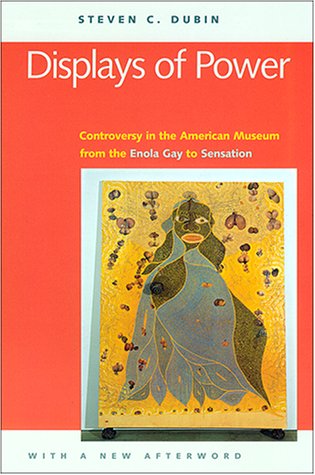 STEVEN C. DUBIN
Displays of Power
Controversy in the American Museum
from the Enola Gay to Sensation
WITH A NEW AFTERWORD